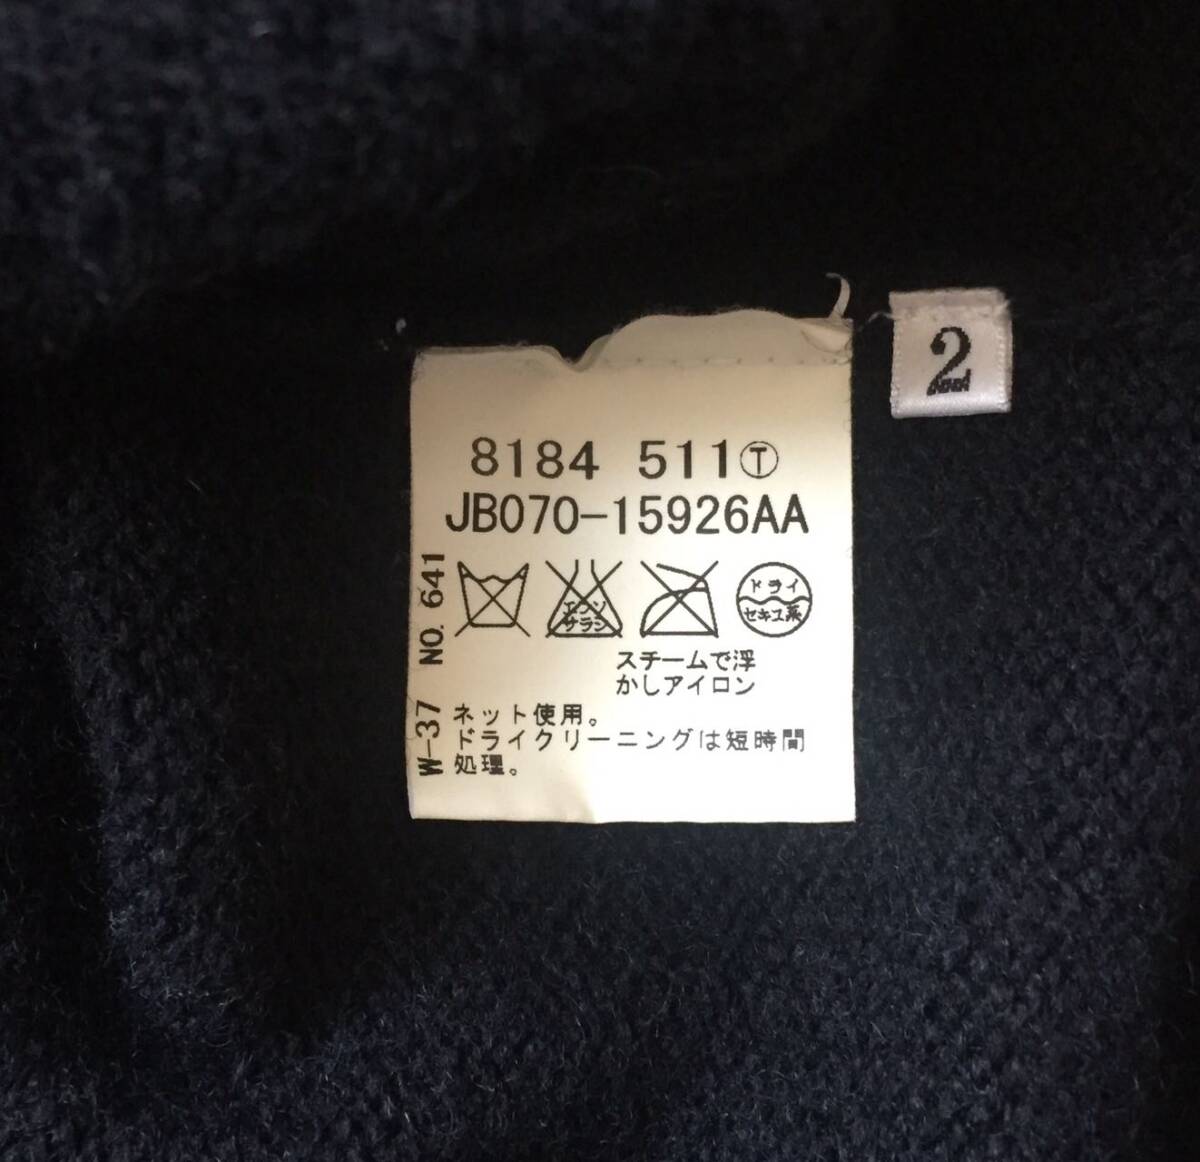 2
8184 511Ⓣ
JB070-15926AA
エンソ
サラシ
ドライ
セキユ系
スチームで浮
かしアイロン
ネット使用。
ドライクリーニングは短時間
処理。
W-37 NO. 641